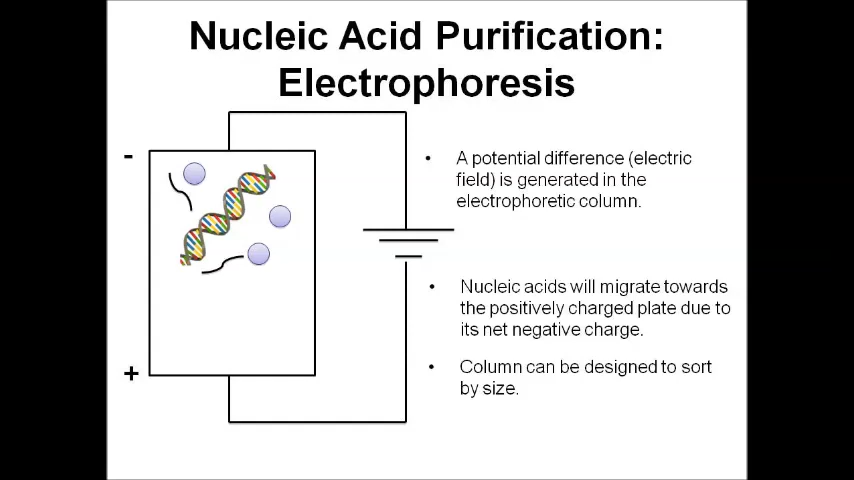 Nucleic Acid Purification:
Electrophoresis
-
• A potential difference (electric
field) is generated in the
electrophoretic column.
• Nucleic acids will migrate towards
the positively charged plate due to
its net negative charge.
+
• Column can be designed to sort
by size.